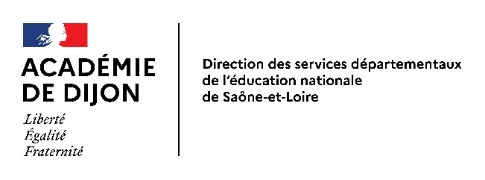 ACADÉMIE
DE DIJON
Liberté
Égalité
Fraternité
Direction des services départementaux
de l'éducation nationale
de Saône-et-Loire